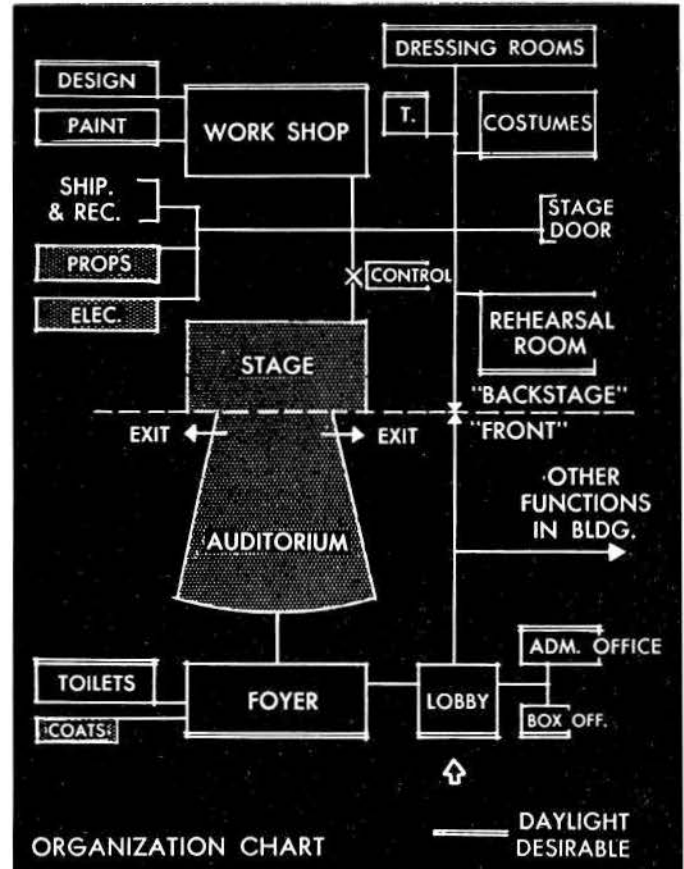 DRESSING ROOMS
DESIGN
PAINT
WORK SHOP
T.
COSTUMES
SHIP.
& REC.
STAGE
DOOR
PROPS
CONTROL
ELEC.
STAGE
REHEARSAL
ROOM
"BACKSTAGE"
EXIT
EXIT
"FRONT"
OTHER
FUNCTIONS
IN BLDG.
AUDITORIUM
ADM. OFFICE
TOILETS
FOYER
LOBBY
COATS
BOX OFF.
ORGANIZATION CHART
DAYLIGHT
DESIRABLE